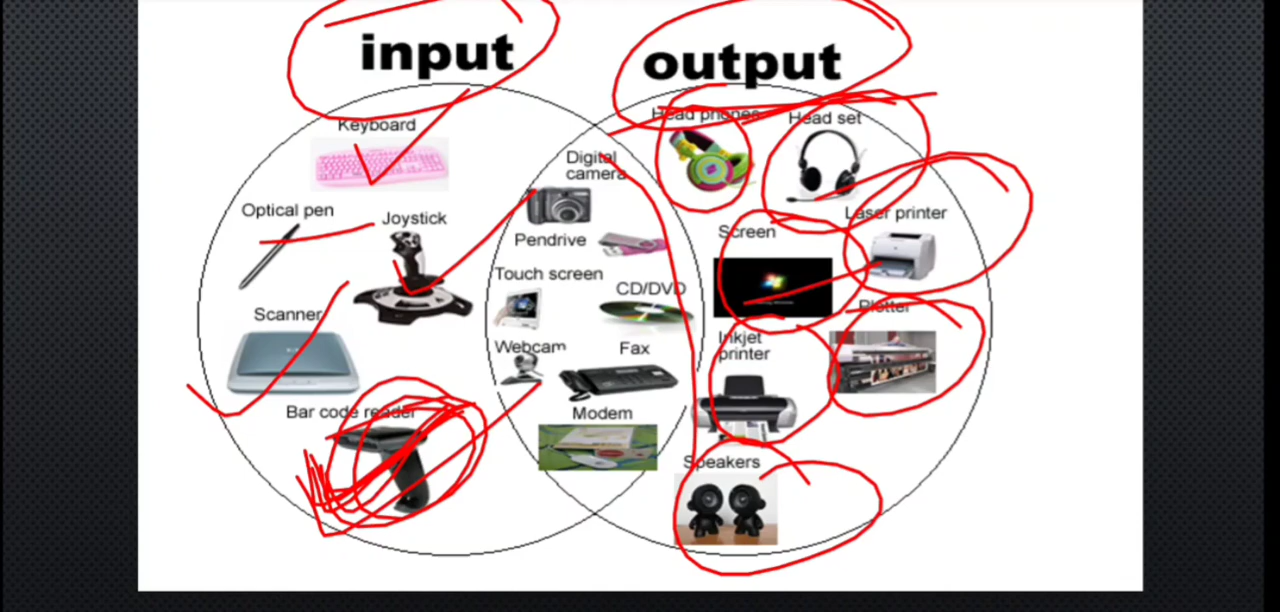 input
output
Keyboard
Optical pen
Joystick
Scanner
Bar code reader
Digital
camera
Pendrive
Touch screen
CD/DVD
Webcam
Fax
Modem
Head phones
Head set
Laser printer
Screen
Plotter
Inkjet
printer
Speakers